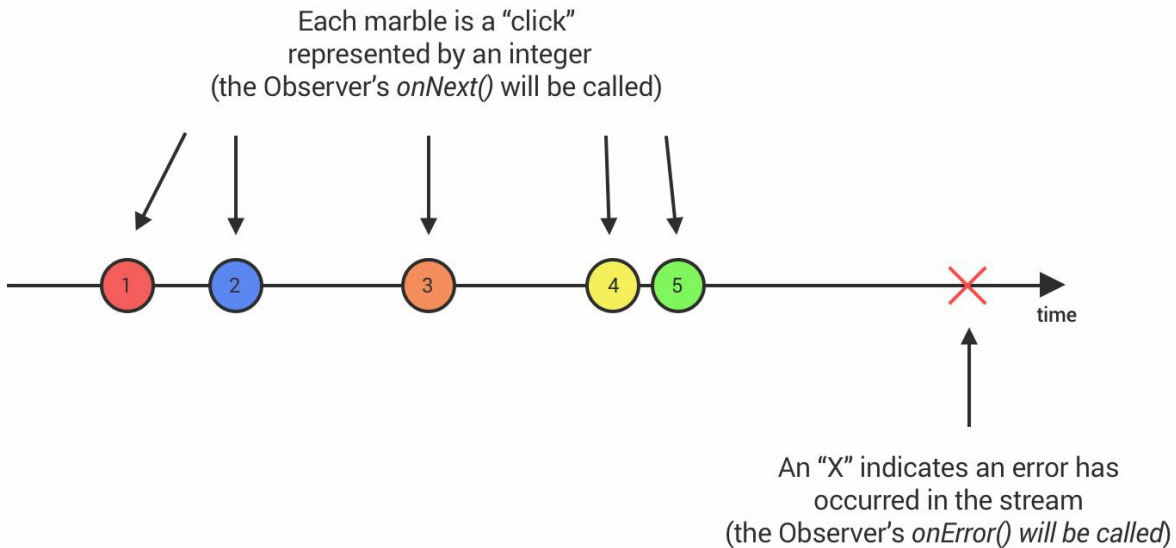 Each marble is a “click”
represented by an integer
(the Observer’s onNext() will be called)
1
2
3
4
5
time
An “X” indicates an error has
occurred in the stream
(the Observer’s onError() will be called)